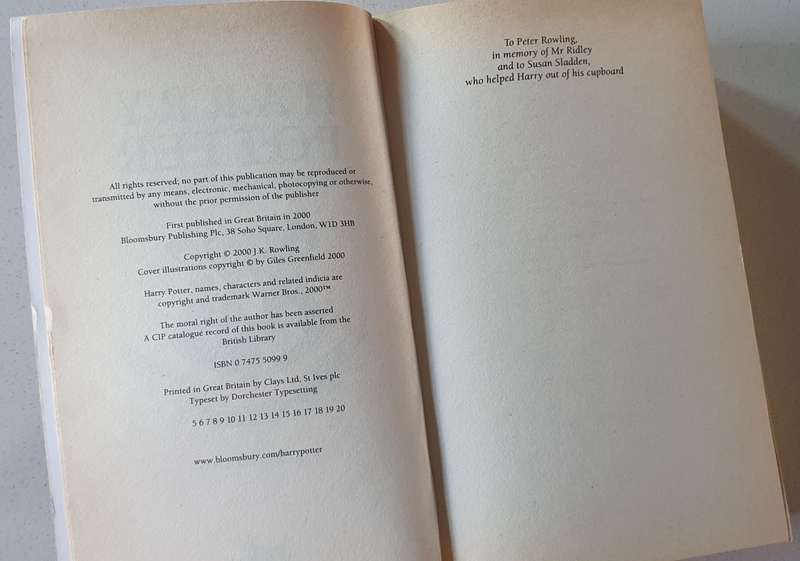 All rights reserved; no part of this publication may be reproduced or
transmitted by any means, electronic, mechanical, photocopying or otherwise,
without the prior permission of the publisher
First published in Great Britain in 2000
Bloomsbury Publishing Plc, 38 Soho Square, London, W1D 3HB
Copyright © 2000 J.K. Rowling
Cover illustrations copyright © by Giles Greenfield 2000
Harry Potter, names, characters and related indicia are
copyright and trademark Warner Bros., 2000™
The moral right of the author has been asserted
A CIP catalogue record of this book is available from the
British Library
ISBN 0 7475 5099 9
Printed in Great Britain by Clays Ltd, St Ives plc
Typeset by Dorchester Typesetting
5 6 7 8 9 10 11 12 13 14 15 16 17 18 19 20
www.bloomsbury.com/harrypotter
To Peter Rowling,
in memory of Mr Ridley
and to Susan Sladden,
who helped Harry out of his cupboard